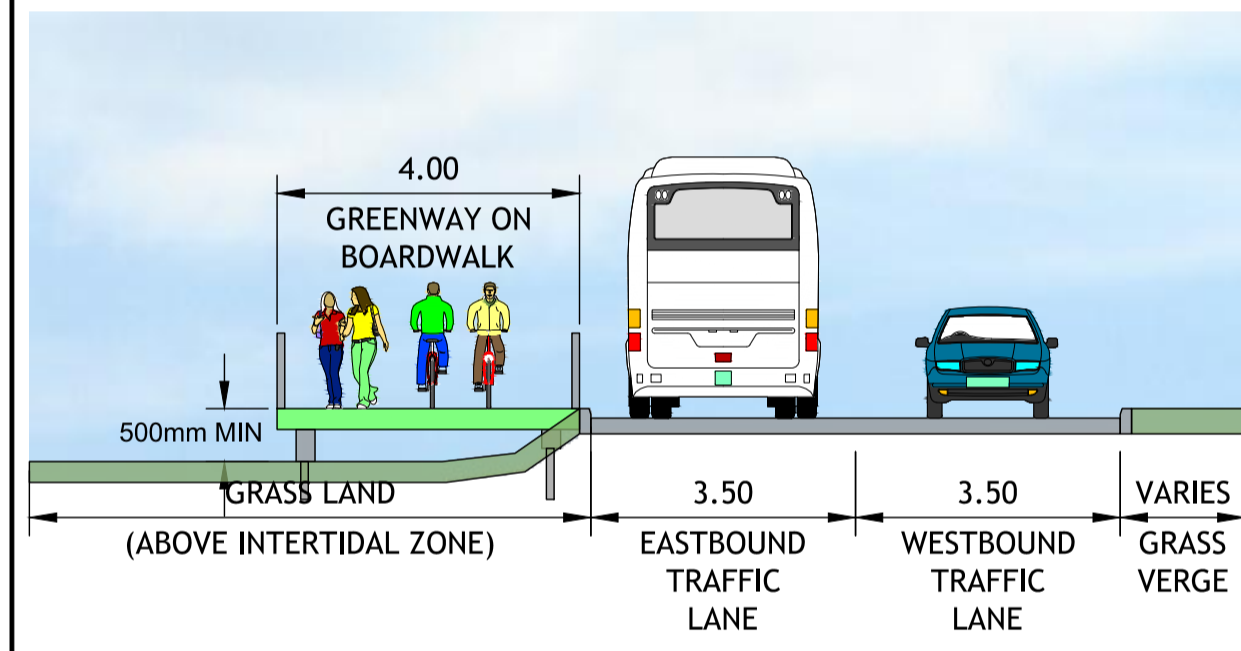 4.00
GREENWAY ON
BOARDWALK
500mm MIN
GRASS LAND
(ABOVE INTERTIDAL ZONE)
3.50
EASTBOUND
TRAFFIC
LANE
3.50
WESTBOUND
TRAFFIC
LANE
VARIES
GRASS
VERGE